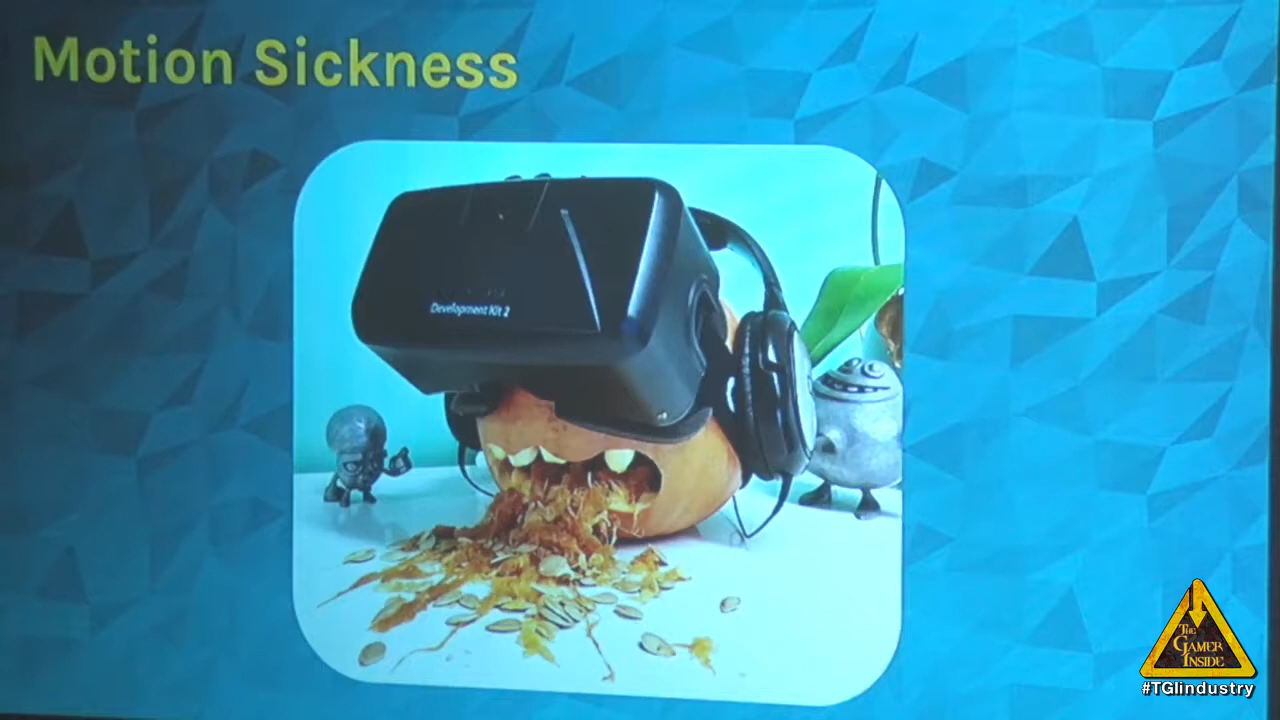 Motion Sickness
Development Kit 2
THE
GAMER
INSIDE
#TGIindustry